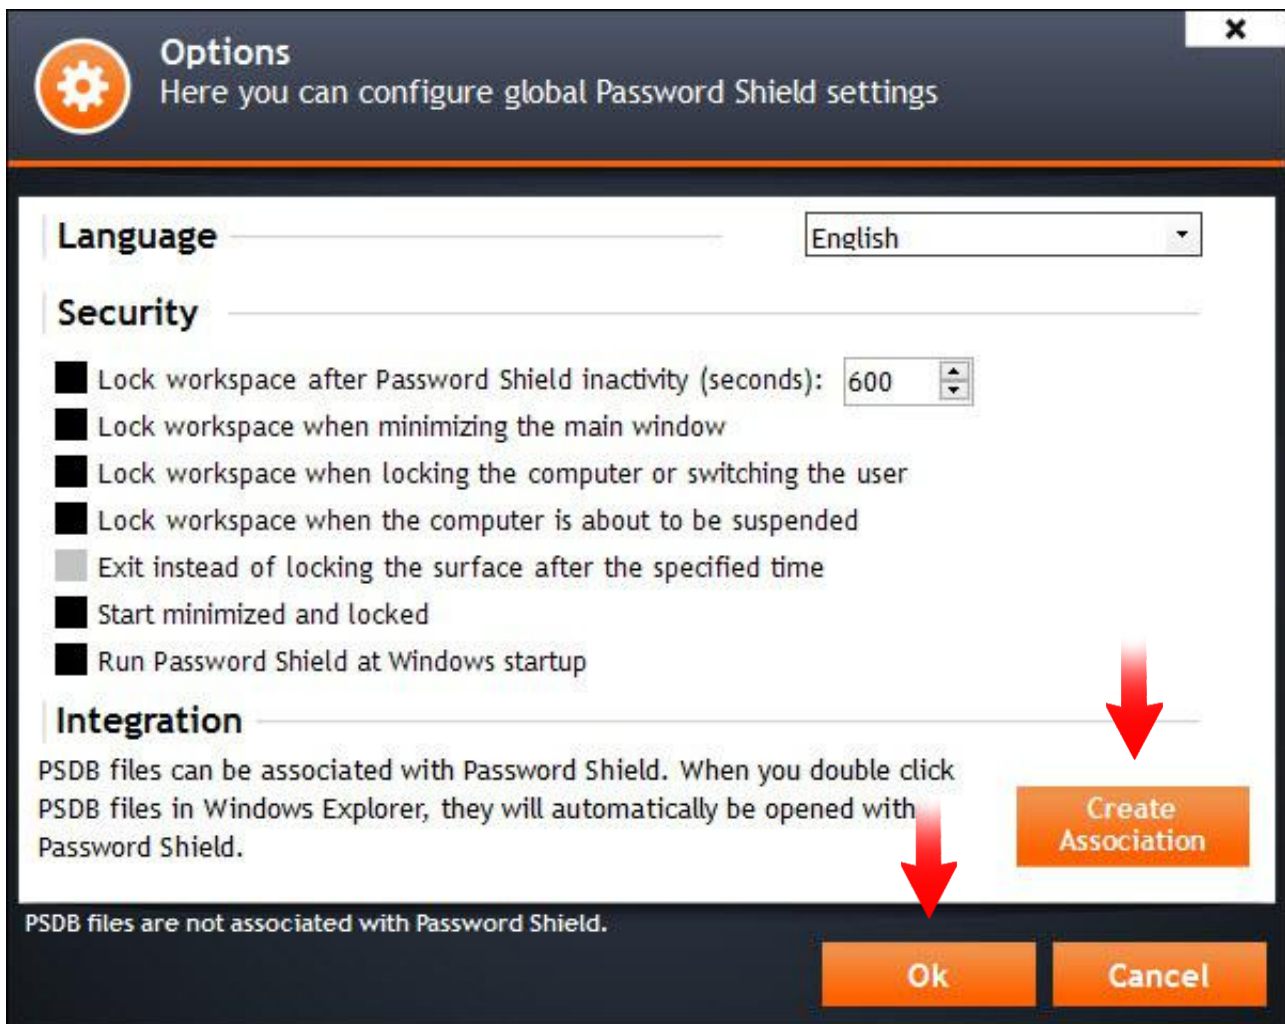 Options
Here you can configure global Password Shield settings
Language
English
Security
Lock workspace after Password Shield inactivity (seconds): 600
Lock workspace when minimizing the main window
Lock workspace when locking the computer or switching the user
Lock workspace when the computer is about to be suspended
Exit instead of locking the surface after the specified time
Start minimized and locked
Run Password Shield at Windows startup
Integration
PSDB files can be associated with Password Shield. When you double click
PSDB files in Windows Explorer, they will automatically be opened with
Password Shield.
Create
Association
PSDB files are not associated with Password Shield.
Ok
Cancel